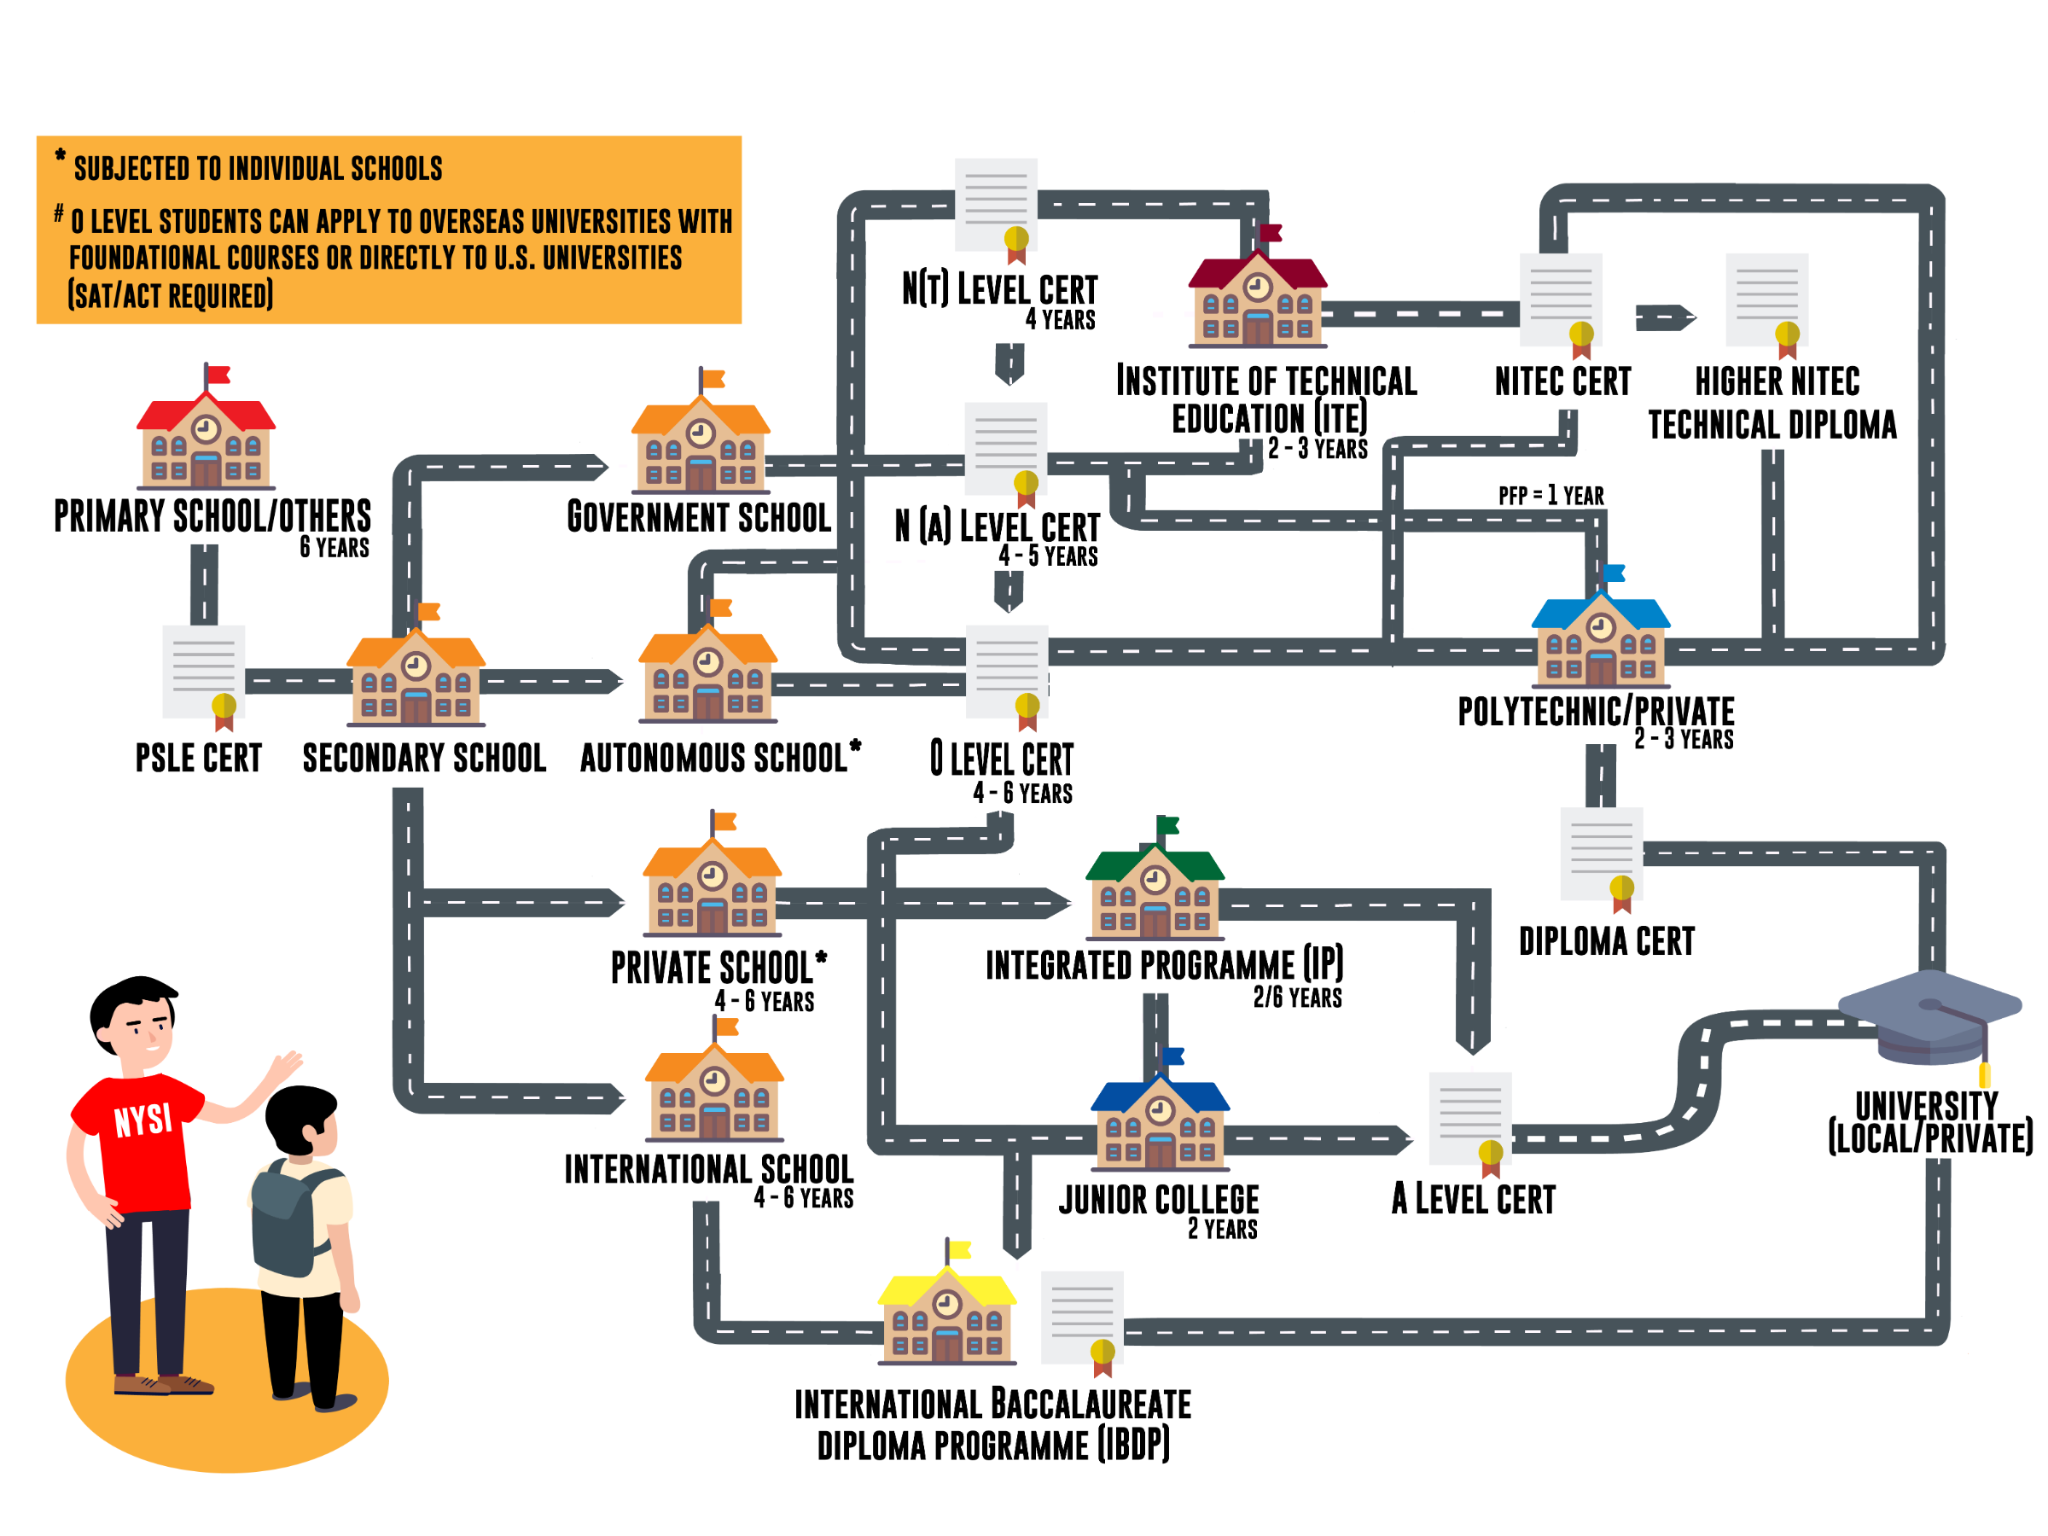 * SUBJECTED TO INDIVIDUAL SCHOOLS
# O LEVEL STUDENTS CAN APPLY TO OVERSEAS UNIVERSITIES WITH
FOUNDATIONAL COURSES OR DIRECTLY TO U.S. UNIVERSITIES
(SAT/ACT REQUIRED)
N(T) LEVEL CERT
4 YEARS
INSTITUTE OF TECHNICAL
EDUCATION (ITE)
2 - 3 YEARS
NITEC CERT
HIGHER NITEC
TECHNICAL DIPLOMA
PRIMARY SCHOOL/OTHERS
6 YEARS
GOVERNMENT SCHOOL
N (A) LEVEL CERT
4 - 5 YEARS
PFP = 1 YEAR
PSLE CERT
SECONDARY SCHOOL
AUTONOMOUS SCHOOL*
O LEVEL CERT
4 - 6 YEARS
POLYTECHNIC/PRIVATE
2 - 3 YEARS
PRIVATE SCHOOL*
4 - 6 YEARS
INTEGRATED PROGRAMME (IP)
2/6 YEARS
DIPLOMA CERT
INTERNATIONAL SCHOOL
4 - 6 YEARS
JUNIOR COLLEGE
2 YEARS
A LEVEL CERT
UNIVERSITY
(LOCAL/PRIVATE)
NYSI
INTERNATIONAL BACCALAUREATE
DIPLOMA PROGRAMME (IBDP)